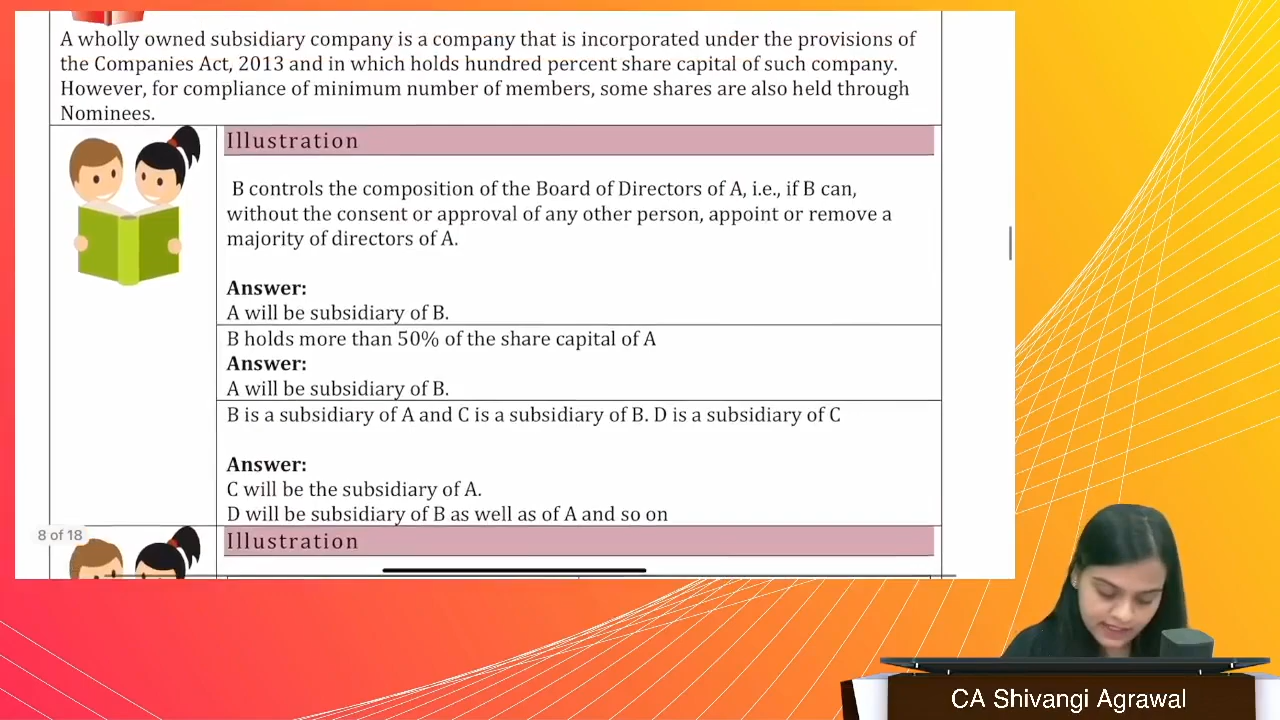 A wholly owned subsidiary company is a company that is incorporated under the provisions of
the Companies Act, 2013 and in which holds hundred percent share capital of such company.
However, for compliance of minimum number of members, some shares are also held through
Nominees.
Illustration
B controls the composition of the Board of Directors of A, i.e., if B can,
without the consent or approval of any other person, appoint or remove a
majority of directors of A.
Answer:
A will be subsidiary of B.
B holds more than 50% of the share capital of A
Answer:
A will be subsidiary of B.
B is a subsidiary of A and C is a subsidiary of B. D is a subsidiary of C
Answer:
C will be the subsidiary of A.
D will be subsidiary of B as well as of A and so on
8 of 18
Illustration
CA Shivangi Agrawal